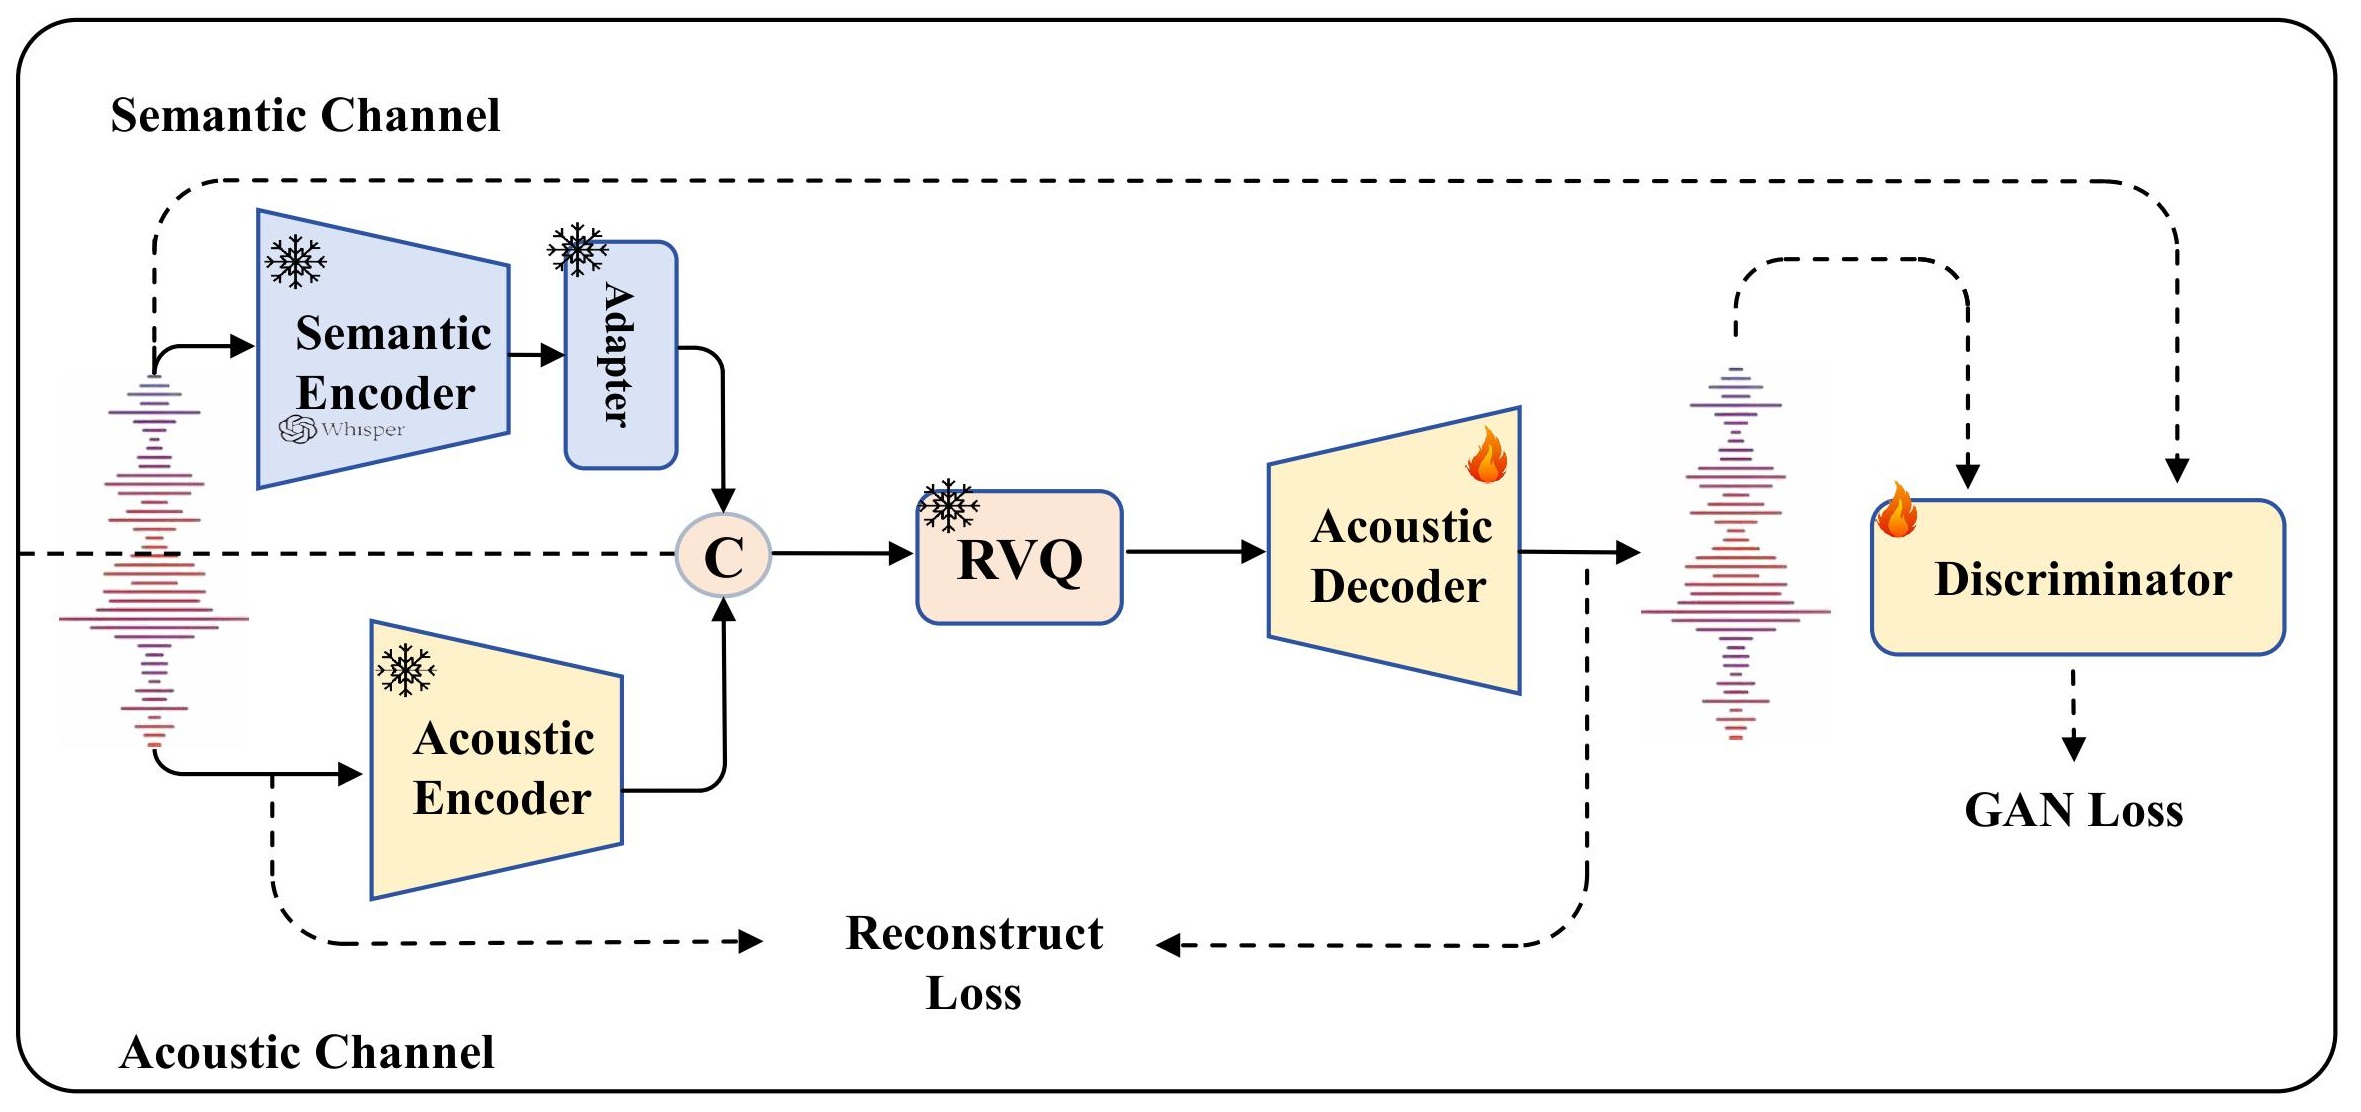 Semantic Channel
Semantic
Encoder
Whisper
Adapter
C
RVQ
Acoustic
Decoder
Discriminator
Acoustic
Encoder
GAN Loss
Reconstruct
Loss
Acoustic Channel